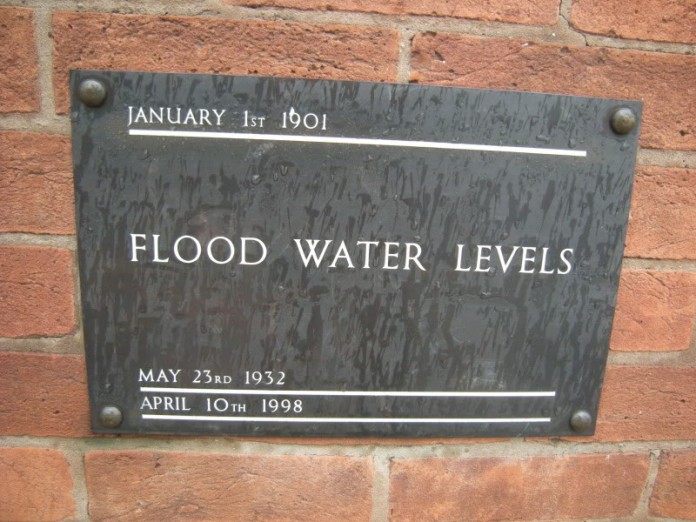 JANUARY 1ST 1901
FLOOD WATER LEVELS
MAY 23RD 1932
APRIL 10TH 1998